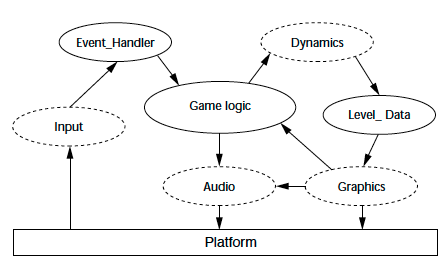 Event_Handler
Dynamics
Game logic
Level_ Data
Input
Audio
Graphics
Platform